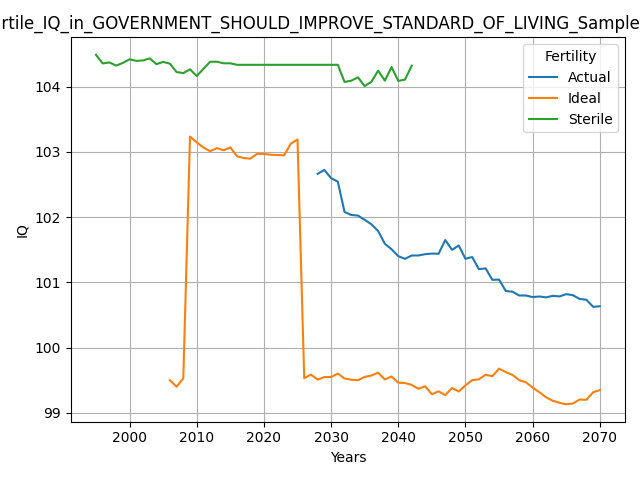 rtile_IQ_in_GOVERNMENT_SHOULD_IMPROVE_STANDARD_OF_LIVING_Sample
Fertility
Actual
Ideal
Sterile
IQ
104
103
102
101
100
99
2000 2010 2020 2030 2040 2050 2060 2070
Years